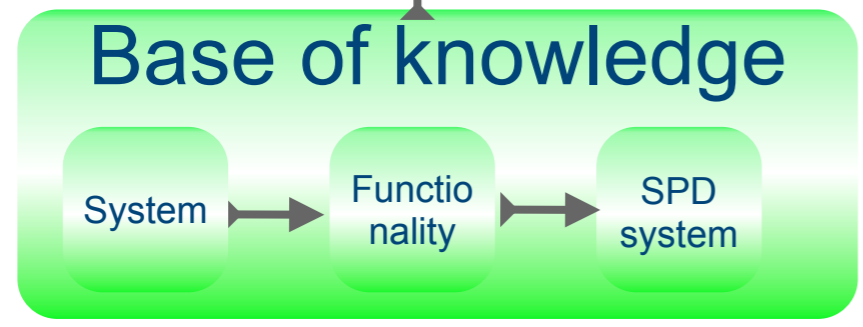 Base of knowledge
System
Functio
nality
SPD
system